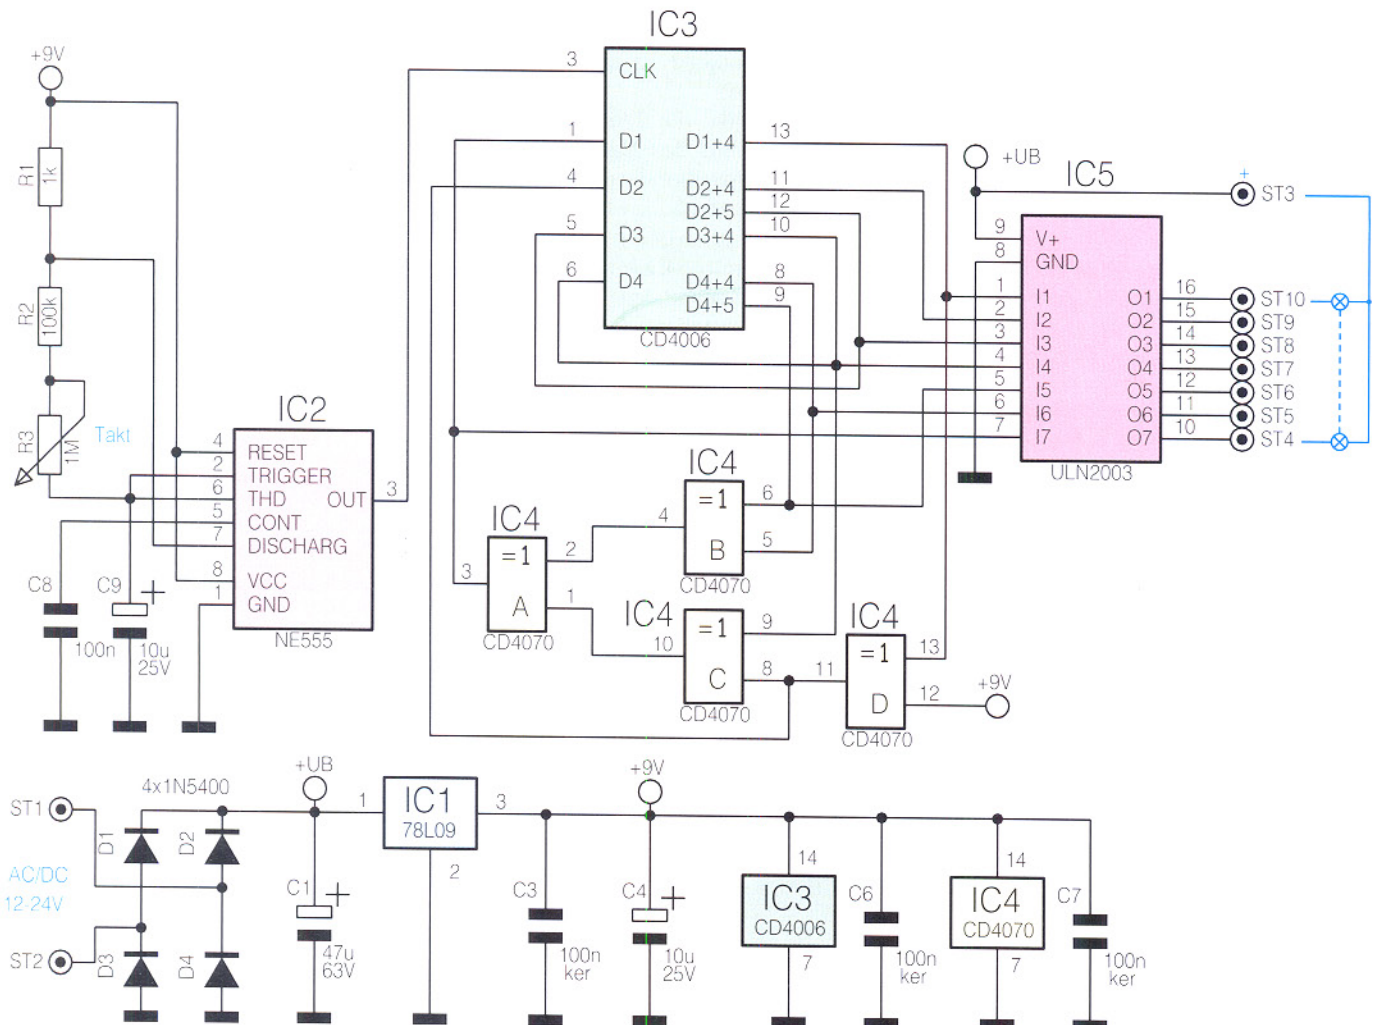 IC3
+9V
3
CLK
1
D1
D1+4
13
4
D2
D2+4
11
D2+5
12
5
D3
D3+4
10
6
D4
D4+4
8
D4+5
9
CD4006
+UB
IC5
+
ST3
9
V+
8
GND
1
I1
O1
16
ST10
2
I2
O2
15
ST9
3
I3
O3
14
ST8
4
I4
O4
13
ST7
5
I5
O5
12
ST6
6
I6
O6
11
ST5
7
I7
O7
10
ST4
ULN2003
R1
1k
R2
100k
R3
1M
Takt
IC2
4
RESET
2
TRIGGER
6
THD
OUT
3
5
CONT
7
DISCHARG
8
VCC
1
GND
NE555
C8
100n
C9
+
10u
25V
IC4
=1
A
3
2
1
CD4070
IC4
=1
B
4
6
5
CD4070
IC4
=1
C
10
9
8
CD4070
IC4
=1
D
11
13
12
+9V
CD4070
ST1
AC/DC
12-24V
ST2
4x1N5400
D1
D2
D3
D4
+UB
C1
+
47u
63V
1
IC1
78L09
3
2
C3
100n
ker
+9V
C4
+
10u
25V
14
IC3
CD4006
7
C6
100n
ker
14
IC4
CD4070
7
C7
100n
ker